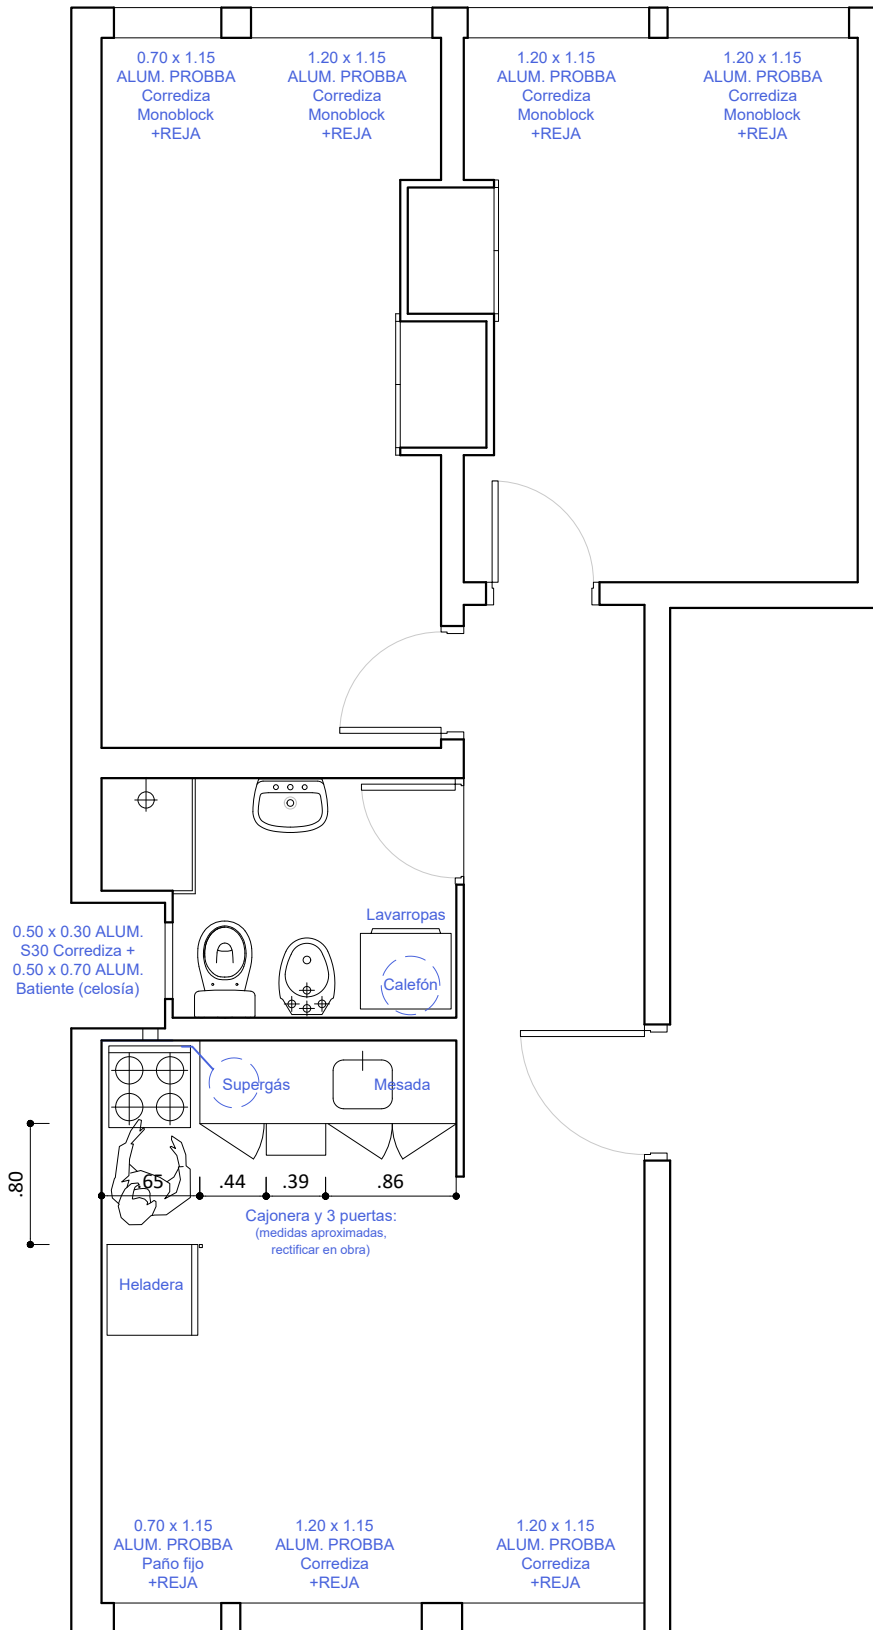 0.70 x 1.15
ALUM. PROBBA
Corrediza
Monoblock
+REJA
1.20 x 1.15
ALUM. PROBBA
Corrediza
Monoblock
+REJA
1.20 x 1.15
ALUM. PROBBA
Corrediza
Monoblock
+REJA
1.20 x 1.15
ALUM. PROBBA
Corrediza
Monoblock
+REJA
Lavarropas
Calefón
0.50 x 0.30 ALUM.
S30 Corrediza +
0.50 x 0.70 ALUM.
Batiente (celosía)
Supergás
Mesada
.80
.65
.44
.39
.86
Cajonera y 3 puertas:
(medidas aproximadas,
rectificar en obra)
Heladera
0.70 x 1.15
ALUM. PROBBA
Paño fijo
+REJA
1.20 x 1.15
ALUM. PROBBA
Corrediza
+REJA
1.20 x 1.15
ALUM. PROBBA
Corrediza
+REJA